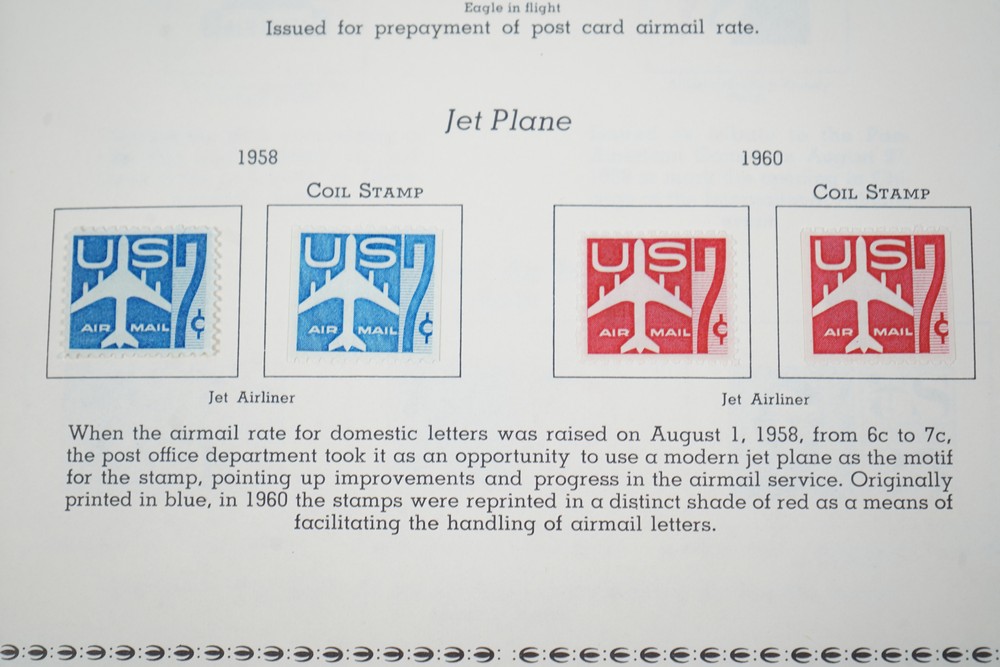 Eagle in flight
Issued for prepayment of post card airmail rate.
Jet Plane
1958
1960
COIL STAMP
COIL STAMP
US 7¢
AIR MAIL
US 7¢
AIR MAIL
US 7¢
AIR MAIL
US 7¢
AIR MAIL
Jet Airliner
Jet Airliner
When the airmail rate for domestic letters was raised on August 1, 1958, from 6c to 7c,
the post office department took it as an opportunity to use a modern jet plane as the motif
for the stamp, pointing up improvements and progress in the airmail service. Originally
printed in blue, in 1960 the stamps were reprinted in a distinct shade of red as a means of
facilitating the handling of airmail letters.